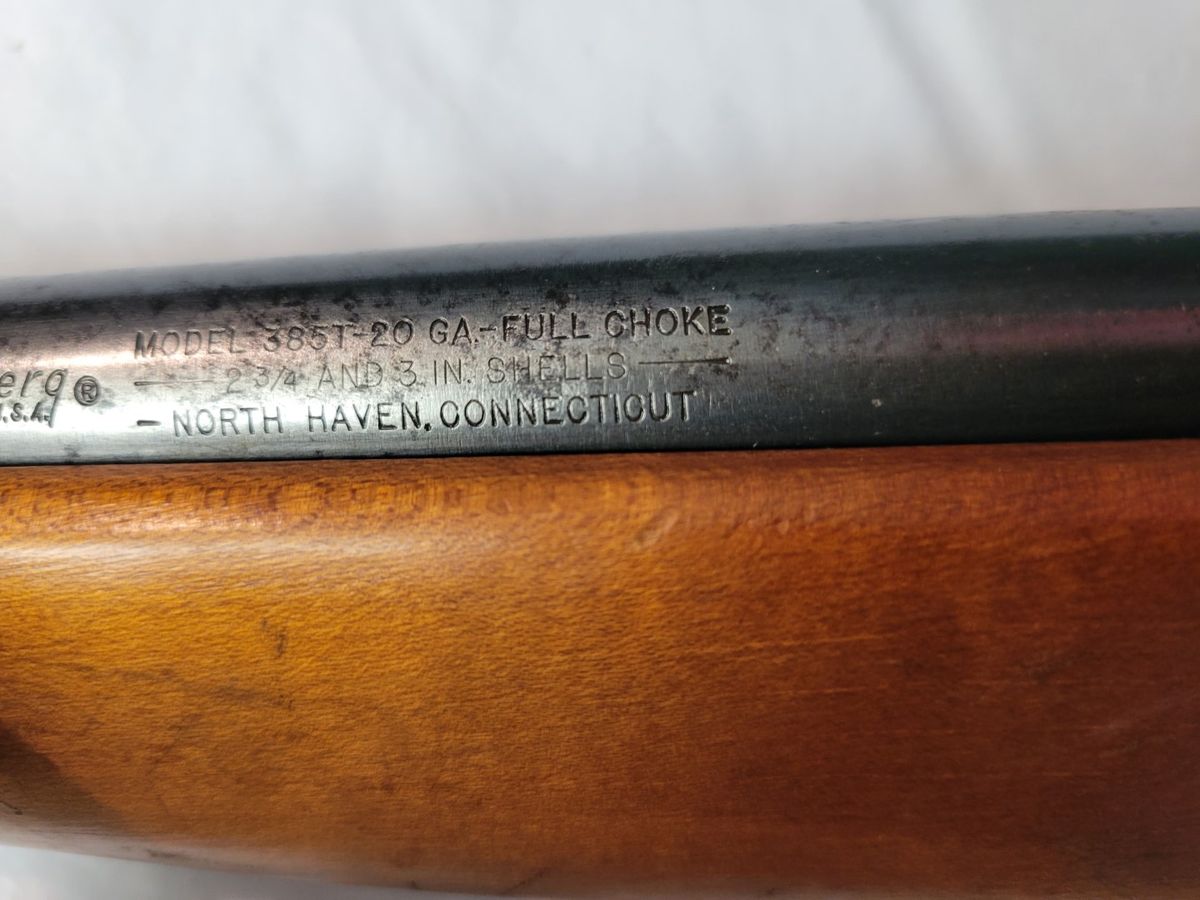 MODEL 385T-20 GA.-FULL CHOKE
erg® — 2 3/4 AND 3 IN. SHELLS —
.S.A. - NORTH HAVEN, CONNECTICUT